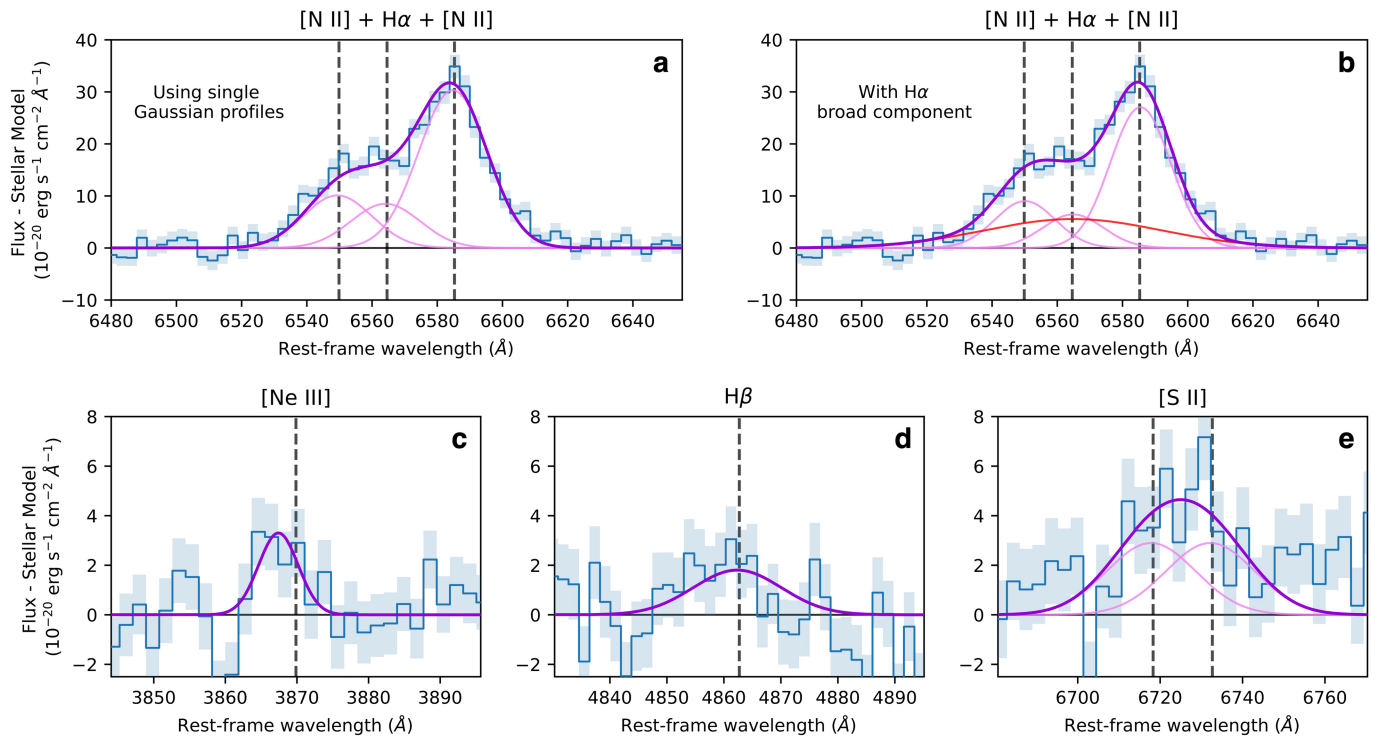 [N II] + Hα + [N II]
[N II] + Hα + [N II]
a
Using single
Gaussian profiles
Flux - Stellar Model
(10⁻²⁰ erg s⁻¹ cm⁻² Å⁻¹)
40
30
20
10
0
−10
6480 6500 6520 6540 6560 6580 6600 6620 6640
Rest-frame wavelength (Å)
b
With Hα
broad component
40
30
20
10
0
−10
6480 6500 6520 6540 6560 6580 6600 6620 6640
Rest-frame wavelength (Å)
[Ne III]
c
Flux - Stellar Model
(10⁻²⁰ erg s⁻¹ cm⁻² Å⁻¹)
8
6
4
2
0
−2
3850 3860 3870 3880 3890
Rest-frame wavelength (Å)
Hβ
d
8
6
4
2
0
−2
4840 4850 4860 4870 4880 4890
Rest-frame wavelength (Å)
[S II]
e
8
6
4
2
0
−2
6700 6720 6740 6760
Rest-frame wavelength (Å)